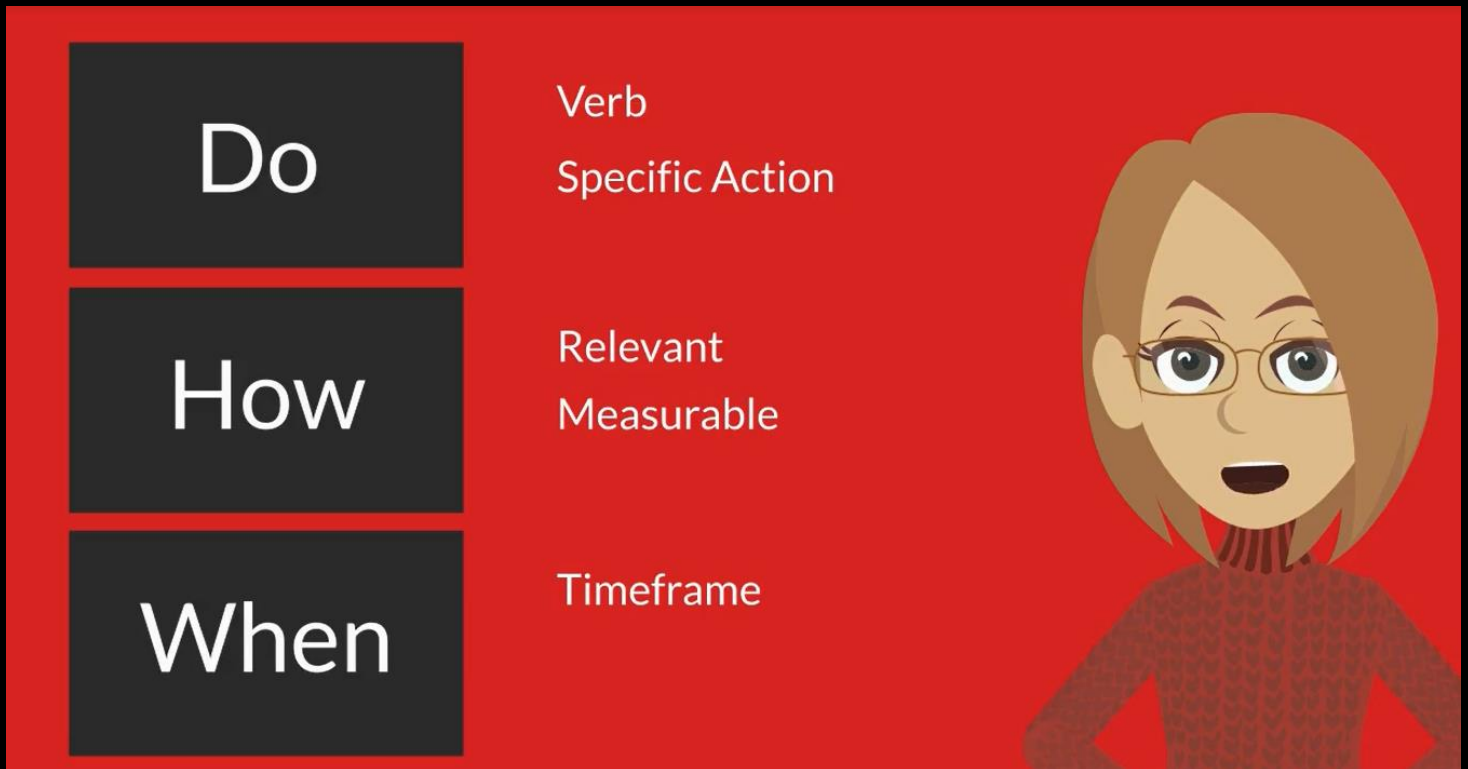 Do
Verb
Specific Action
How
Relevant
Measurable
When
Timeframe